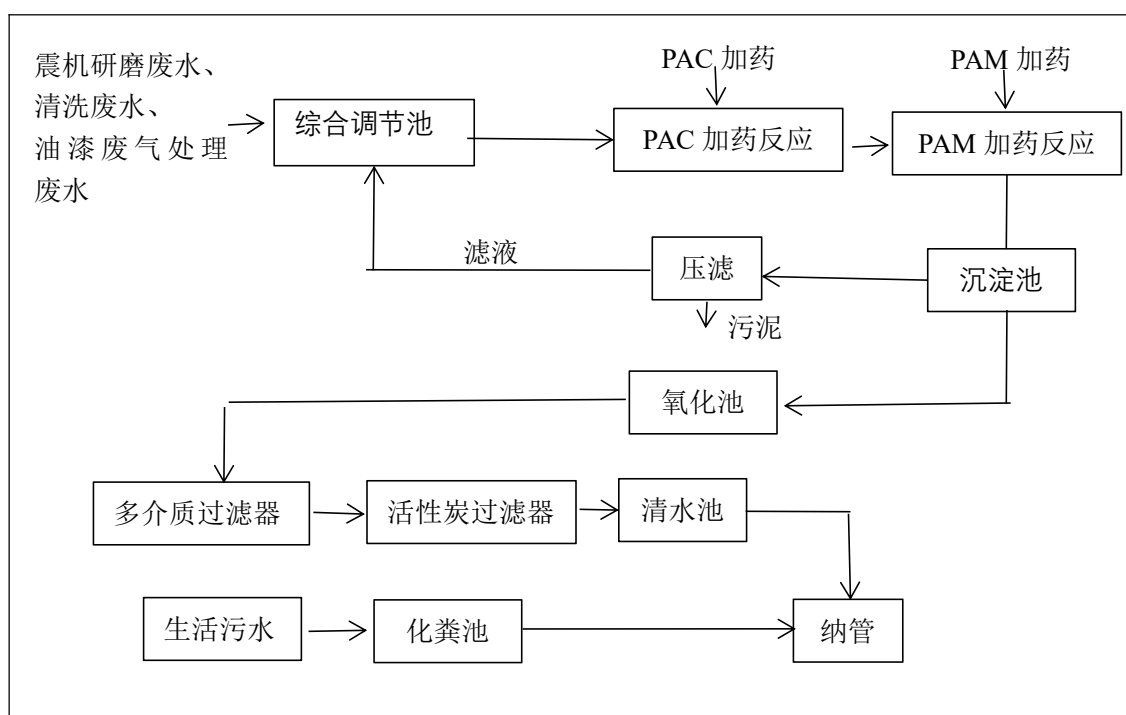 震机研磨废水、
清洗废水、
油漆废气处理
废水
综合调节池
PAC 加药
PAC 加药反应
PAM 加药
PAM 加药反应
滤液
压滤
沉淀池
污泥
氧化池
多介质过滤器
活性炭过滤器
清水池
生活污水
化粪池
纳管